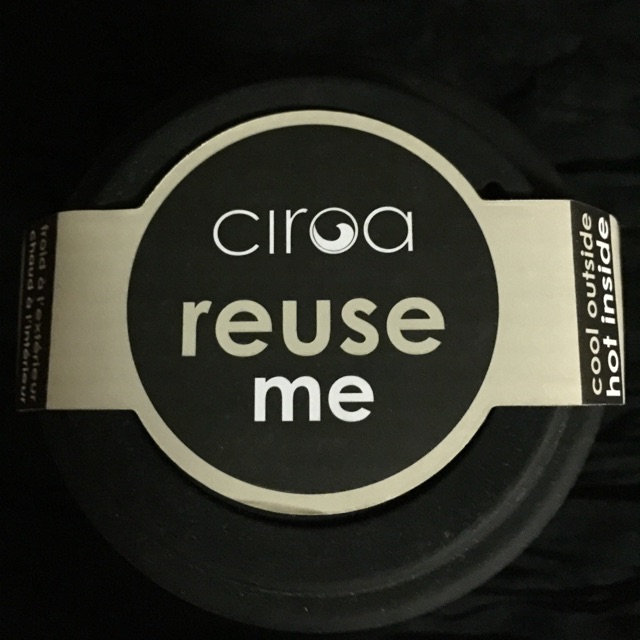 ciroa
reuse
me
cool outside
hot inside
froid à l'extérieur
chaud à l'intérieur